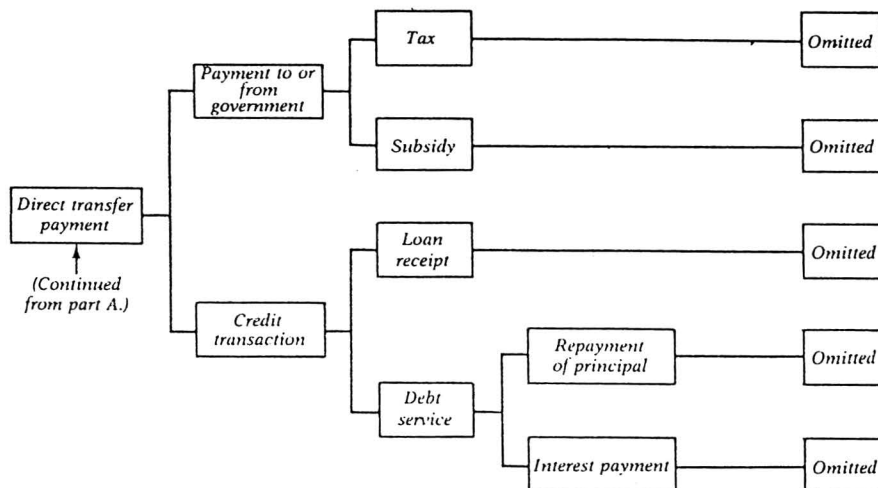 Tax
Omitted
Payment to or
from
government
Subsidy
Omitted
Direct transfer
payment
(Continued
from part A.)
Loan
receipt
Omitted
Credit
transaction
Repayment
of principal
Omitted
Debt
service
Interest payment
Omitted